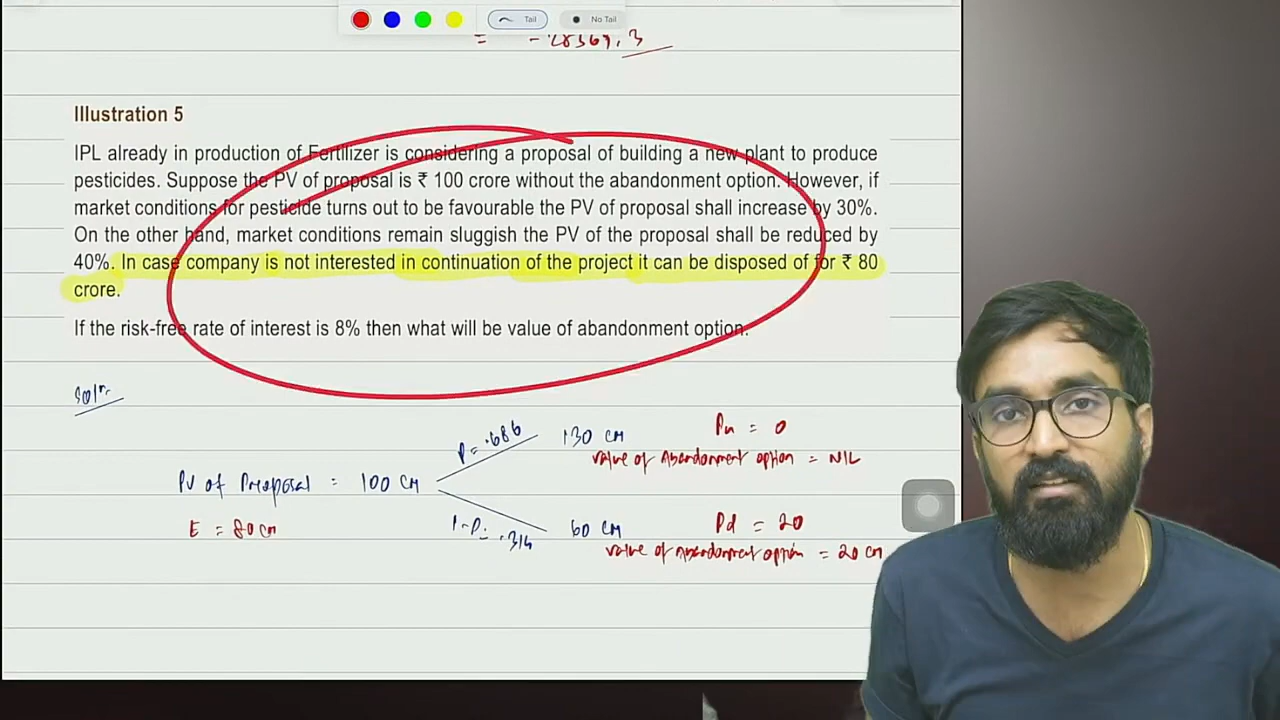 Tail
No Tail
= - 28369.3
Illustration 5
IPL already in production of Fertilizer is considering a proposal of building a new plant to produce
pesticides. Suppose the PV of proposal is ₹ 100 crore without the abandonment option. However, if
market conditions for pesticide turns out to be favourable the PV of proposal shall increase by 30%.
On the other hand, market conditions remain sluggish the PV of the proposal shall be reduced by
40%. In case company is not interested in continuation of the project it can be disposed of for ₹ 80
crore.
If the risk-free rate of interest is 8% then what will be value of abandonment option.
Soln.
P = .686
130 Cr
Pu = 0
value of Abandonment option = NIL
PV of Proposal = 100 Cr
E = 80 Cr
1-P = .314
60 Cr
Pd = 20
value of Abandonment option = 20 Cr